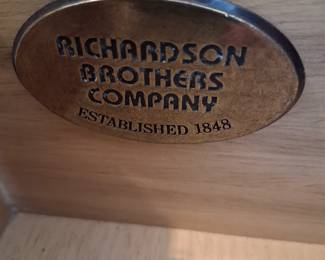 RICHARDSON
BROTHERS
COMPANY
ESTABLISHED 1848